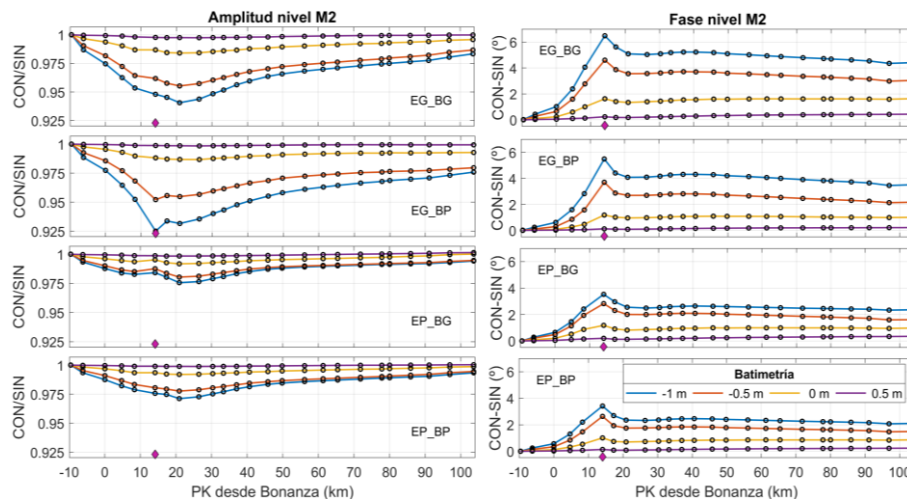 Amplitud nivel M2
1
0.975
0.95
0.925
CON/SIN
EG_BG
1
0.975
0.95
0.925
CON/SIN
EG_BP
1
0.975
0.95
0.925
CON/SIN
EP_BG
1
0.975
0.95
0.925
CON/SIN
EP_BP
-10 0 10 20 30 40 50 60 70 80 90 100
PK desde Bonanza (km)
Fase nivel M2
6
4
2
0
CON-SIN (º)
EG_BG
6
4
2
0
CON-SIN (º)
EG_BP
6
4
2
0
CON-SIN (º)
EP_BG
6
4
2
0
CON-SIN (º)
EP_BP
Batimetría
-1 m -0.5 m 0 m 0.5 m
-10 0 10 20 30 40 50 60 70 80 90 100
PK desde Bonanza (km)